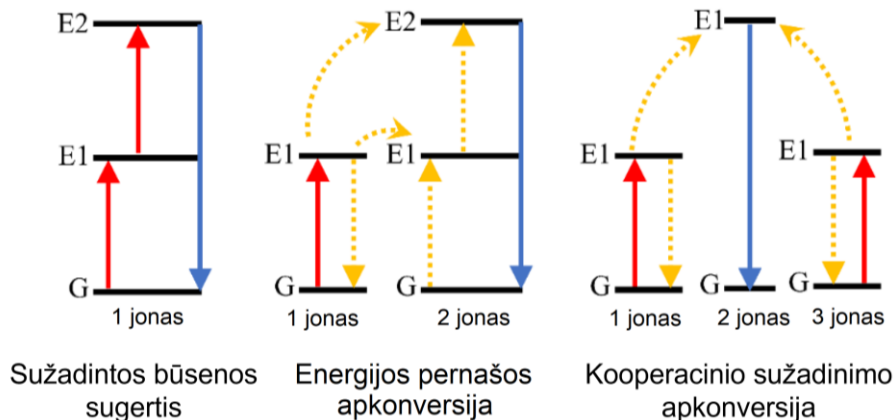 E2
E1
G
1 jonas
Sužadintos būsenos
sugertis
E2
E1
E1
G
G
1 jonas
2 jonas
Energijos pernašos
apkonversija
E1
E1
E1
G
G
G
1 jonas
2 jonas
3 jonas
Kooperacinio sužadinimo
apkonversija